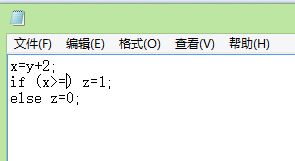 文件(F) 编辑(E) 格式(O) 查看(V) 帮助(H)
x=y+2;
if (x>=) z=1;
else z=0;